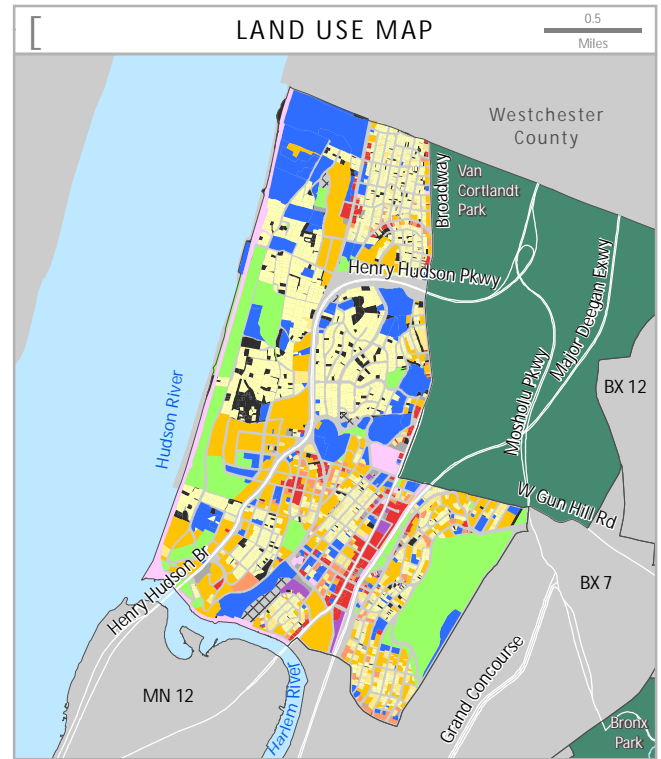 [
LAND USE MAP
0.5
Miles
Westchester
County
Broadway
Van
Cortlandt
Park
Henry Hudson Pkwy
Major Deegan Exwy
Mosholu Pkwy
BX 12
Hudson River
W Gun Hill Rd
Henry Hudson Br
BX 7
MN 12
Harlem River
Grand Concourse
Bronx
Park